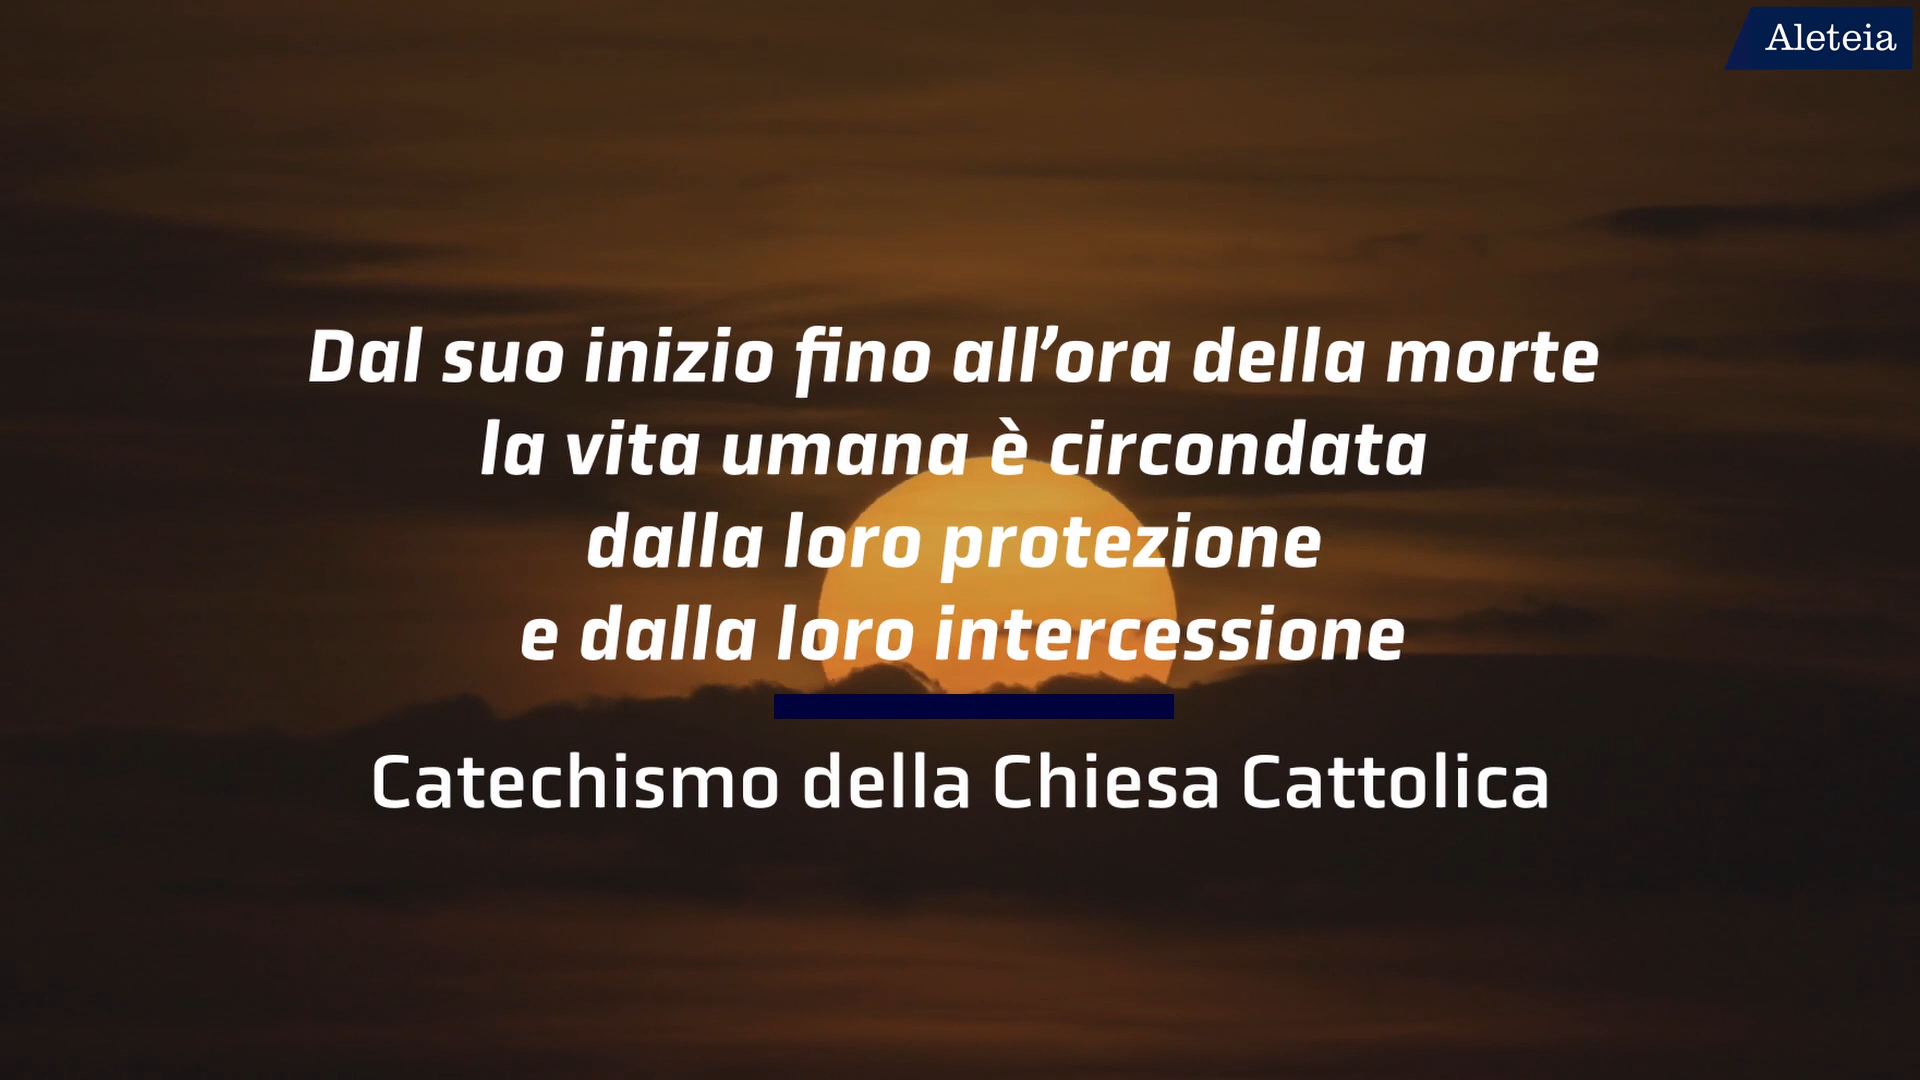 Aleteia
Dal suo inizio fino all’ora della morte
la vita umana è circondata
dalla loro protezione
e dalla loro intercessione
Catechismo della Chiesa Cattolica